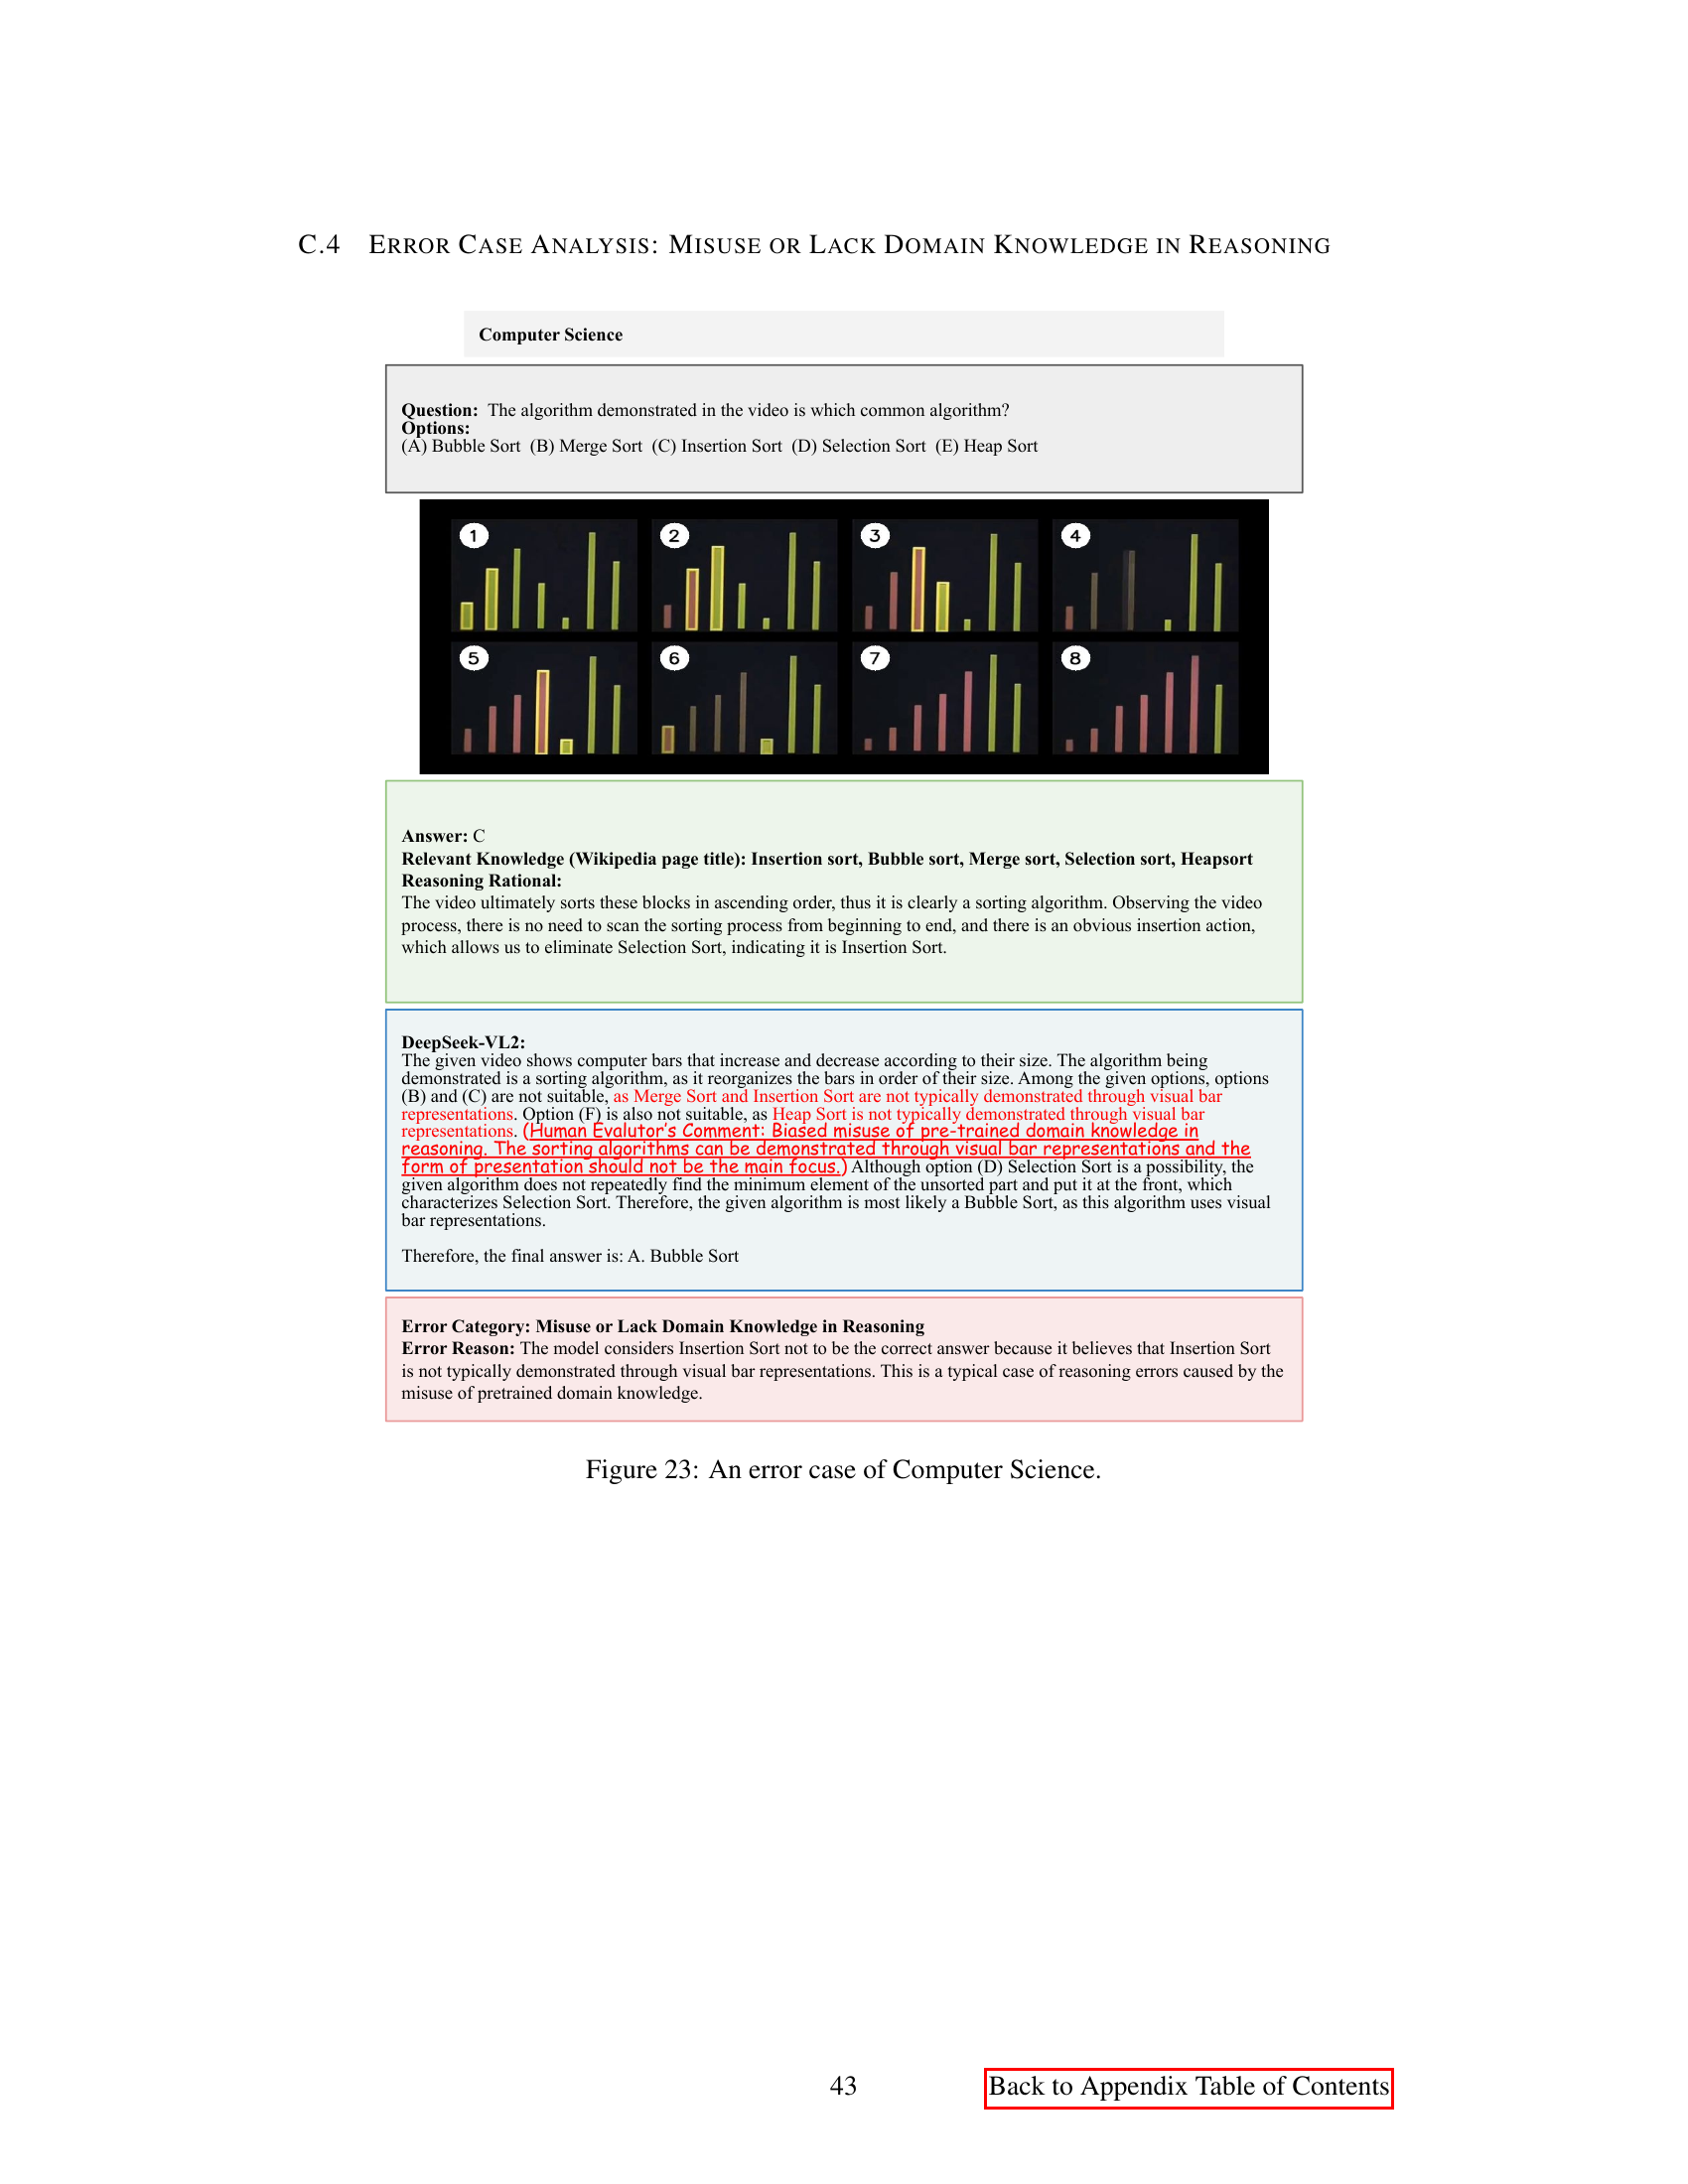 C.4 ERROR CASE ANALYSIS: MISUSE OR LACK DOMAIN KNOWLEDGE IN REASONING
Computer Science
Question: The algorithm demonstrated in the video is which common algorithm?
Options:
(A) Bubble Sort (B) Merge Sort (C) Insertion Sort (D) Selection Sort (E) Heap Sort
1 2 3 4
5 6 7 8
Answer: C
Relevant Knowledge (Wikipedia page title): Insertion sort, Bubble sort, Merge sort, Selection sort, Heapsort
Reasoning Rational:
The video ultimately sorts these blocks in ascending order, thus it is clearly a sorting algorithm. Observing the video
process, there is no need to scan the sorting process from beginning to end, and there is an obvious insertion action,
which allows us to eliminate Selection Sort, indicating it is Insertion Sort.
DeepSeek-VL2:
The given video shows computer bars that increase and decrease according to their size. The algorithm being
demonstrated is a sorting algorithm, as it reorganizes the bars in order of their size. Among the given options, options
(B) and (C) are not suitable, as Merge Sort and Insertion Sort are not typically demonstrated through visual bar
representations. Option (F) is also not suitable, as Heap Sort is not typically demonstrated through visual bar
representations. (Human Evalutor's Comment: Biased misuse of pre-trained domain knowledge in
reasoning. The sorting algorithms can be demonstrated through visual bar representations and the
form of presentation should not be the main focus.) Although option (D) Selection Sort is a possibility, the
given algorithm does not repeatedly find the minimum element of the unsorted part and put it at the front, which
characterizes Selection Sort. Therefore, the given algorithm is most likely a Bubble Sort, as this algorithm uses visual
bar representations.
Therefore, the final answer is: A. Bubble Sort
Error Category: Misuse or Lack Domain Knowledge in Reasoning
Error Reason: The model considers Insertion Sort not to be the correct answer because it believes that Insertion Sort
is not typically demonstrated through visual bar representations. This is a typical case of reasoning errors caused by the
misuse of pretrained domain knowledge.
Figure 23: An error case of Computer Science.
43
Back to Appendix Table of Contents